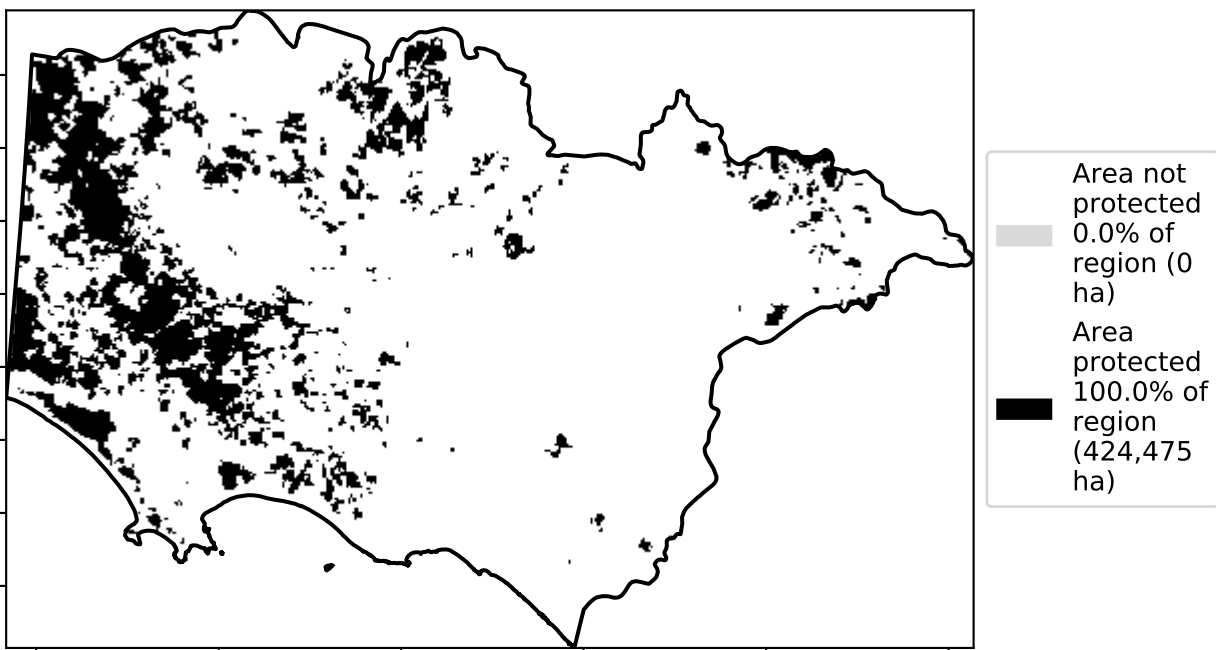 Area not
protected
0.0% of
region (0
ha)
Area
protected
100.0% of
region
(424,475
ha)